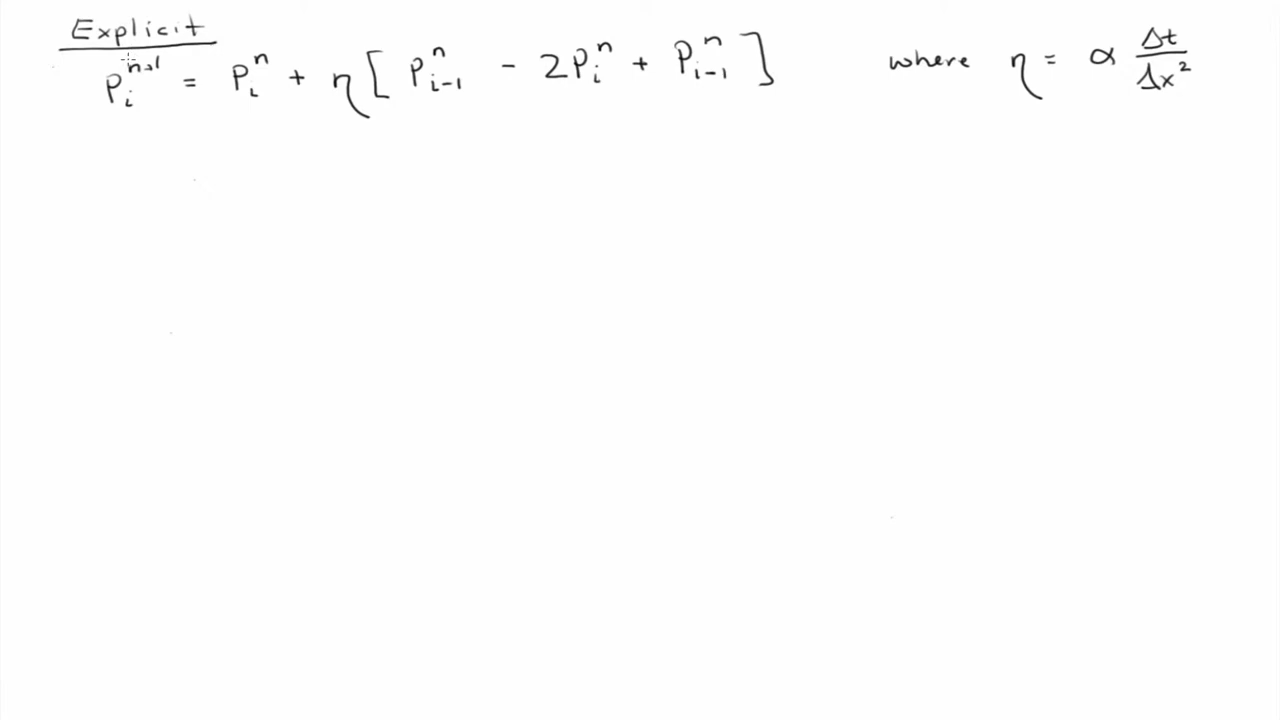 Explicit
P_i^{n+1} = P_i^n + η [ P_{i-1}^n - 2P_i^n + P_{i-1}^n ] where η = α Δt/Δx²